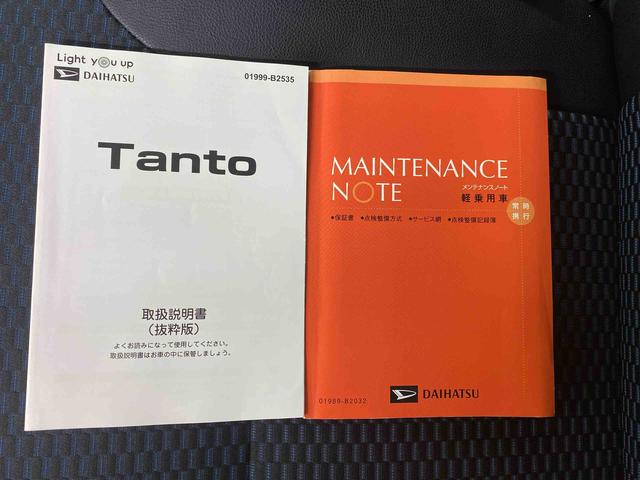 Light you up
DAIHATSU
01999-B2535
Tanto
取扱説明書
(抜粋版)
よくお読みになって使用してください。
取扱説明書はお車の中に保管しましょう。
MAINTENANCE
NOTE
メンテナンスノート
軽乗用車
常時
携行
●保証書 ●点検整備方式 ●サービス網 ●点検整備記録簿
01989-B2032
DAIHATSU